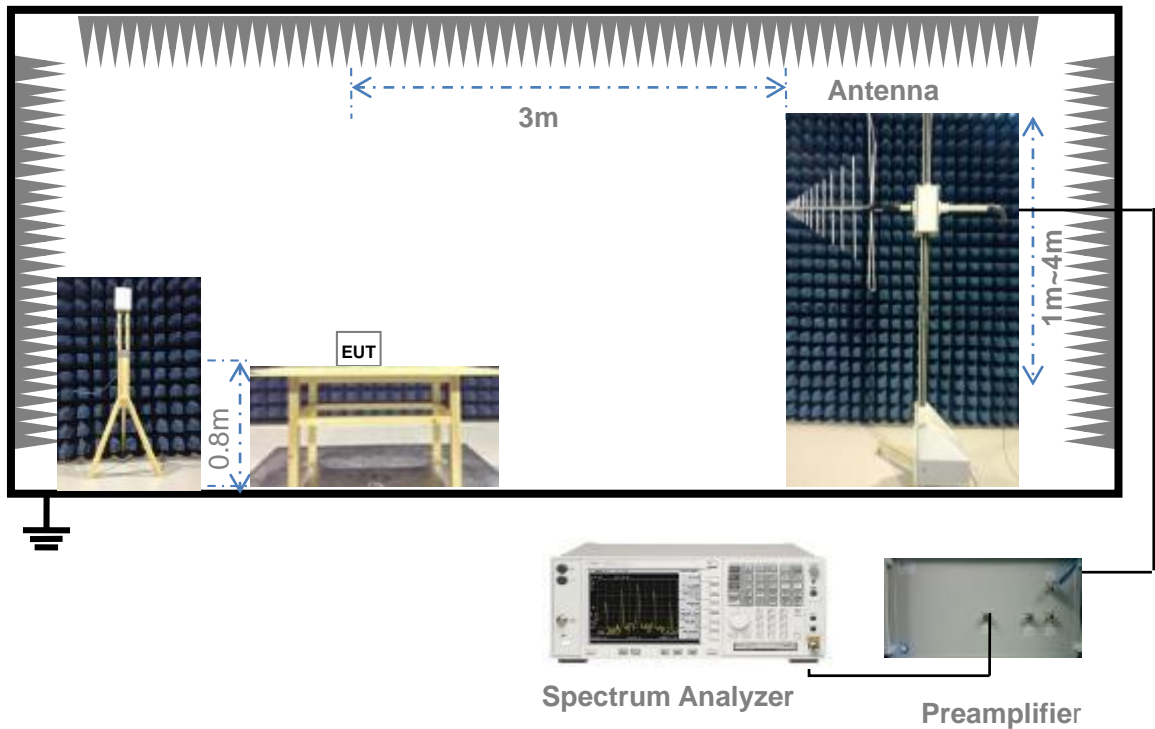 Antenna
3m
1m~4m
EUT
0.8m
Spectrum Analyzer
Preamplifier